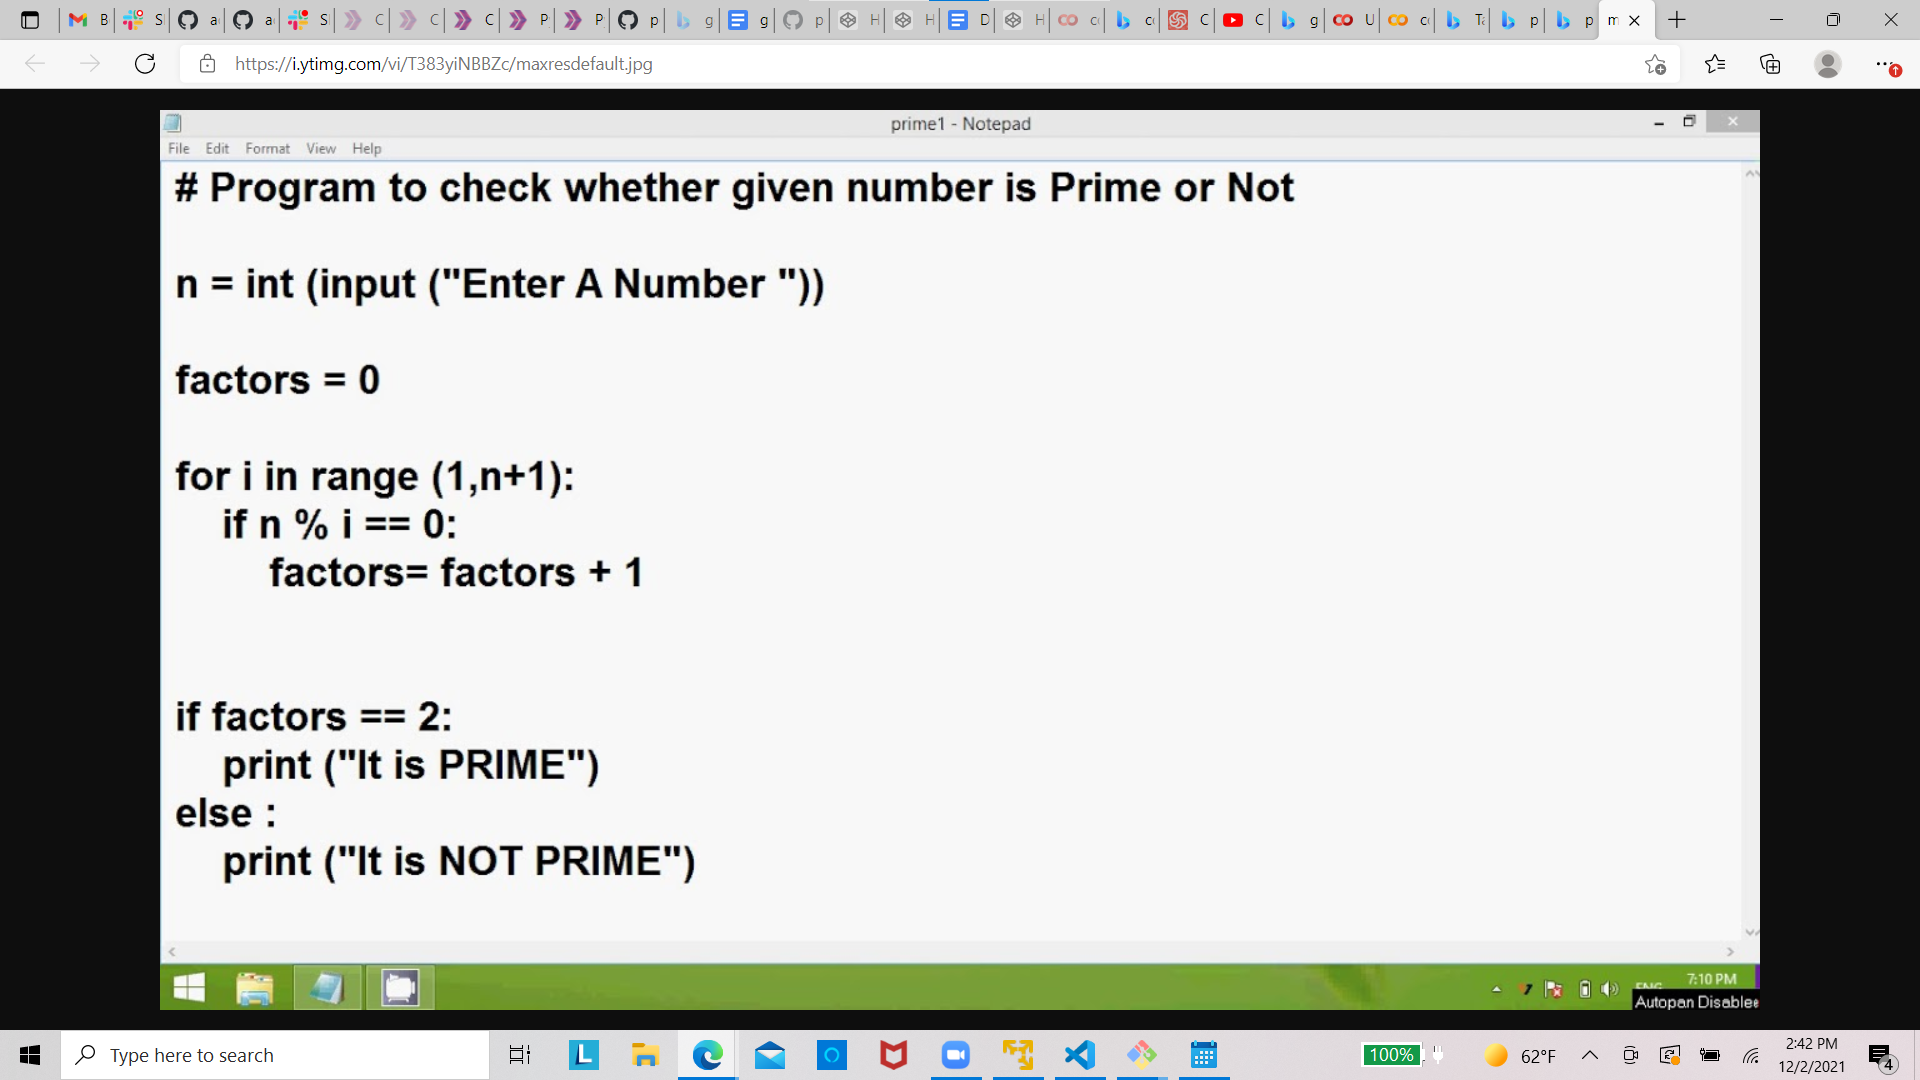 https://i.ytimg.com/vi/T383yiNBBZc/maxresdefault.jpg
prime1 - Notepad
File Edit Format View Help
# Program to check whether given number is Prime or Not
n = int (input ("Enter A Number "))
factors = 0
for i in range (1,n+1):
if n % i == 0:
factors= factors + 1
if factors == 2:
print ("It is PRIME")
else :
print ("It is NOT PRIME")
7:10 PM
Autopan Disable
Type here to search
100%
62°F
2:42 PM
12/2/2021
4